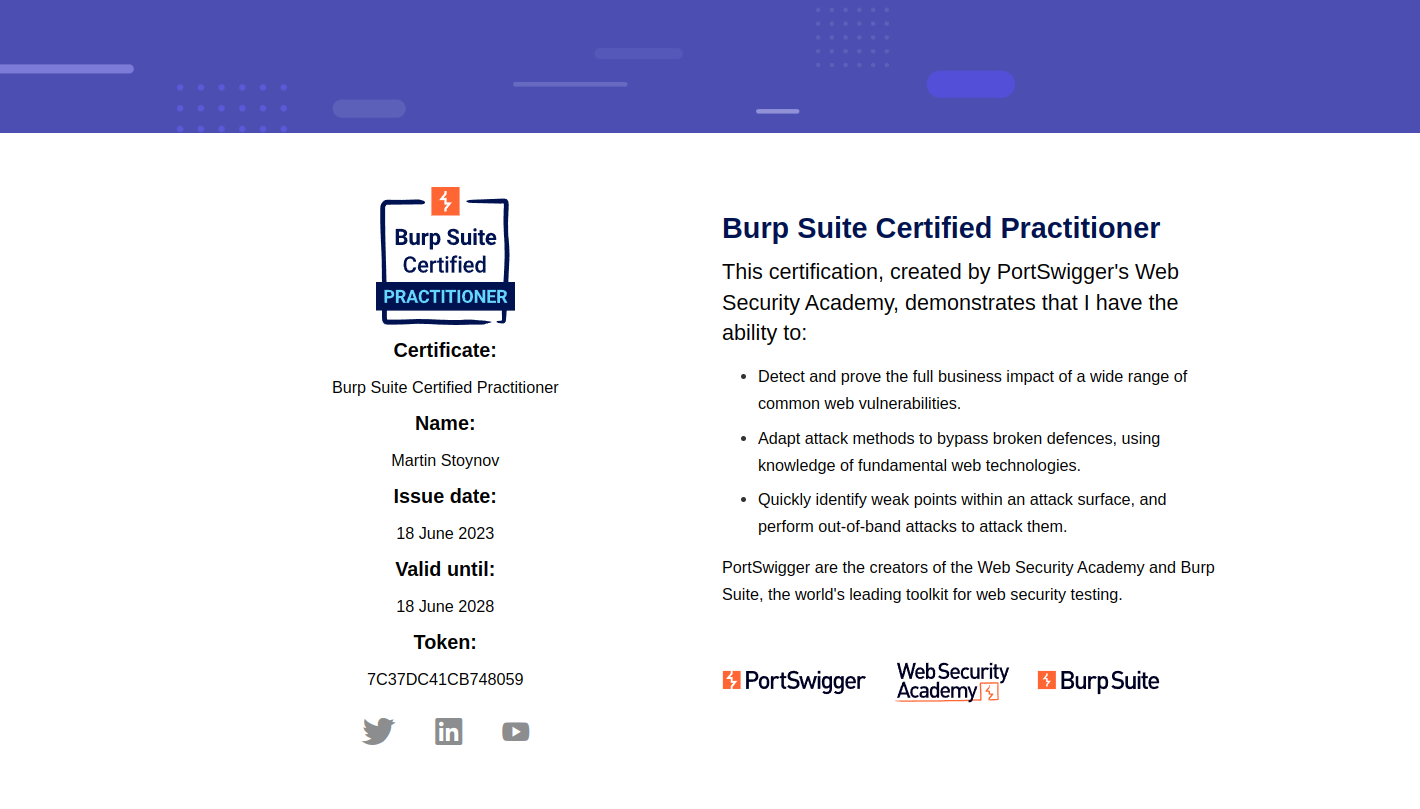 Burp Suite
Certified
PRACTITIONER
Certificate:
Burp Suite Certified Practitioner
Name:
Martin Stoynov
Issue date:
18 June 2023
Valid until:
18 June 2028
Token:
7C37DC41CB748059
in
Burp Suite Certified Practitioner
This certification, created by PortSwigger's Web
Security Academy, demonstrates that I have the
ability to:
Detect and prove the full business impact of a wide range of
common web vulnerabilities.
Adapt attack methods to bypass broken defences, using
knowledge of fundamental web technologies.
Quickly identify weak points within an attack surface, and
perform out-of-band attacks to attack them.
PortSwigger are the creators of the Web Security Academy and Burp
Suite, the world's leading toolkit for web security testing.
PortSwigger
Web Security
Academy
Burp Suite